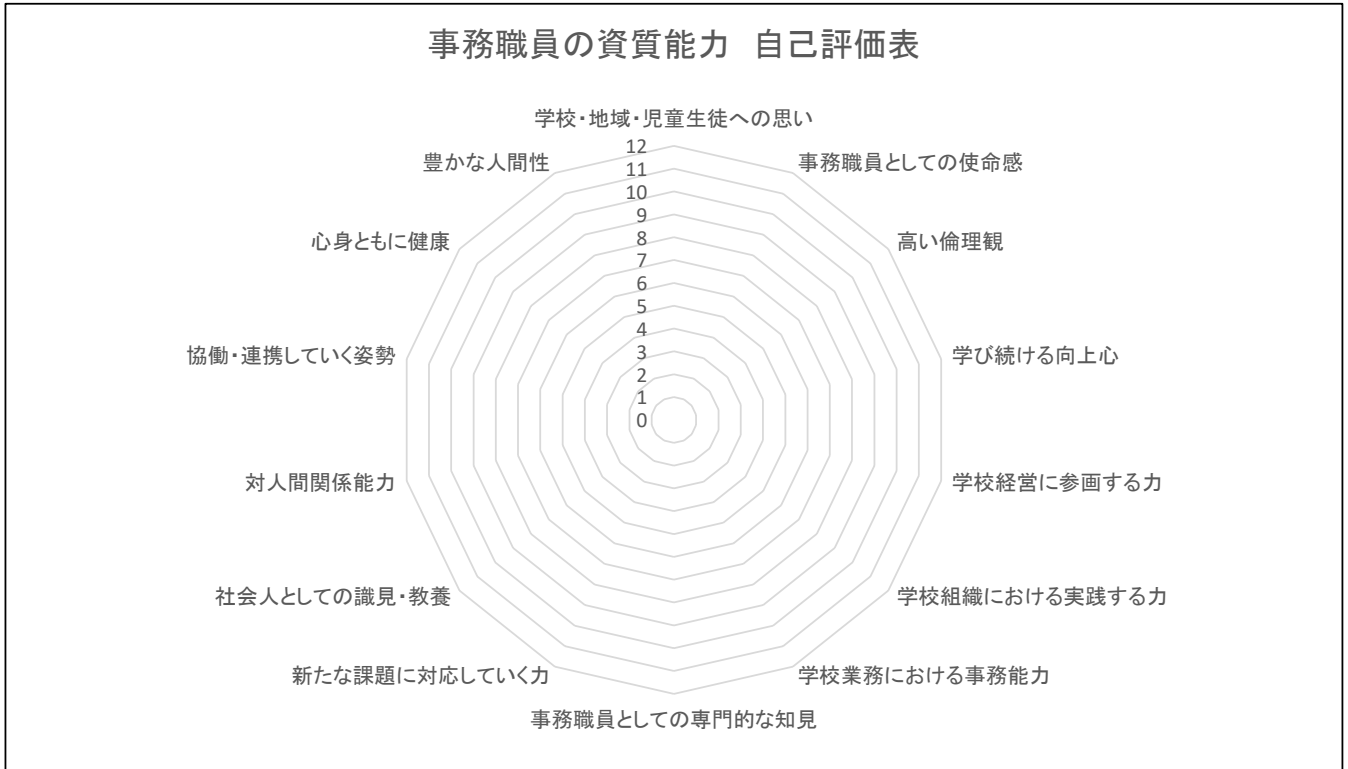 事務職員の資質能力　自己評価表
学校・地域・児童生徒への思い
事務職員としての使命感
高い倫理観
学び続ける向上心
学校経営に参画する力
学校組織における実践する力
学校業務における事務能力
事務職員としての専門的な知見
新たな課題に対応していく力
社会人としての識見・教養
対人間関係能力
協働・連携していく姿勢
心身ともに健康
豊かな人間性
12
11
10
9
8
7
6
5
4
3
2
1
0